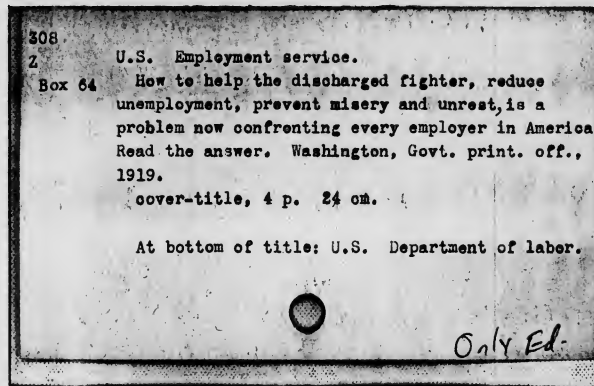 308
Z
Box 64
U.S. Employment service.
How to help the discharged fighter, reduce
unemployment, prevent misery and unrest, is a
problem now confronting every employer in America
Read the answer. Washington, Govt. print. off.,
1919.
cover-title, 4 p. 24 cm.
At bottom of title: U.S. Department of labor.
Only Ed.